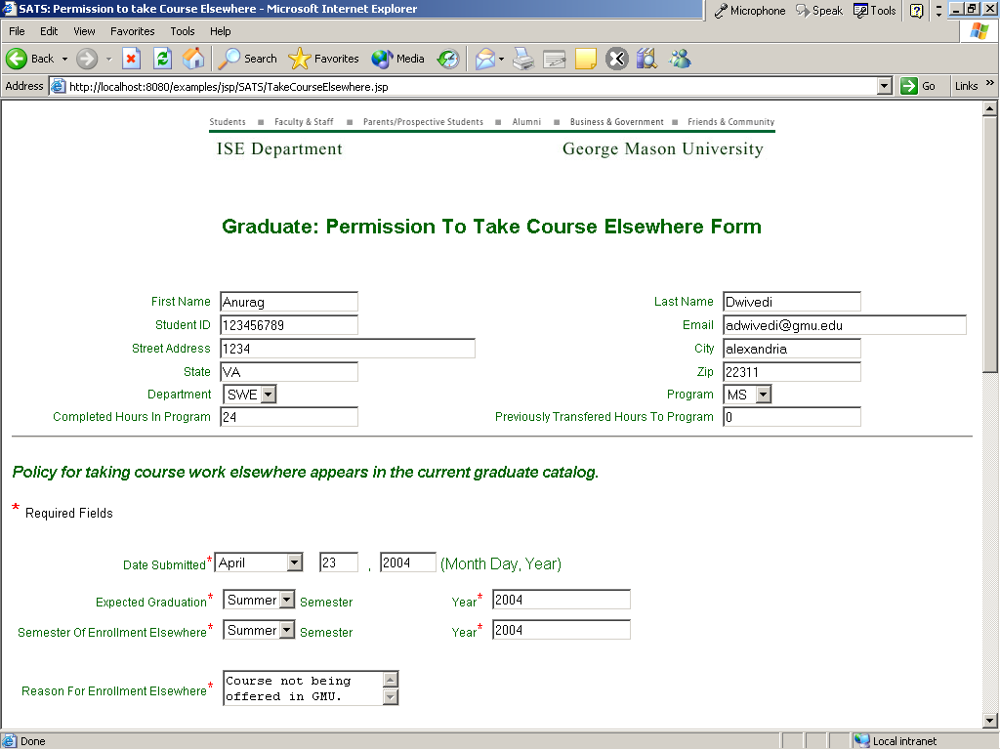 SATS: Permission to take Course Elsewhere - Microsoft Internet Explorer
Microphone Speak Tools
File Edit View Favorites Tools Help
Back Search Favorites Media
Address http://localhost:8080/examples/jsp/SATS/TakeCourseElsewhere.jsp Go Links »
Students Faculty & Staff Parents/Prospective Students Alumni Business & Government Friends & Community
ISE Department George Mason University
Graduate: Permission To Take Course Elsewhere Form
First Name Anurag Last Name Dwivedi
Student ID 123456789 Email adwivedi@gmu.edu
Street Address 1234 City alexandria
State VA Zip 22311
Department SWE Program MS
Completed Hours In Program 24 Previously Transfered Hours To Program 0
Policy for taking course work elsewhere appears in the current graduate catalog.
* Required Fields
Date Submitted* April 23 , 2004 (Month Day, Year)
Expected Graduation* Summer Semester Year* 2004
Semester Of Enrollment Elsewhere* Summer Semester Year* 2004
Reason For Enrollment Elsewhere* Course not being
offered in GMU.
Done Local intranet